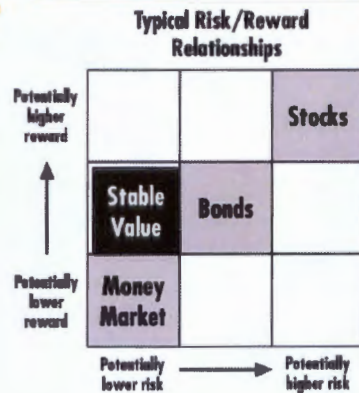 Typical Risk/Reward
Relationships
Potentially
higher
reward
Stocks
Stable
Value
Bonds
Potentially
lower
reward
Money
Market
Potentially
lower risk
Potentially
higher risk